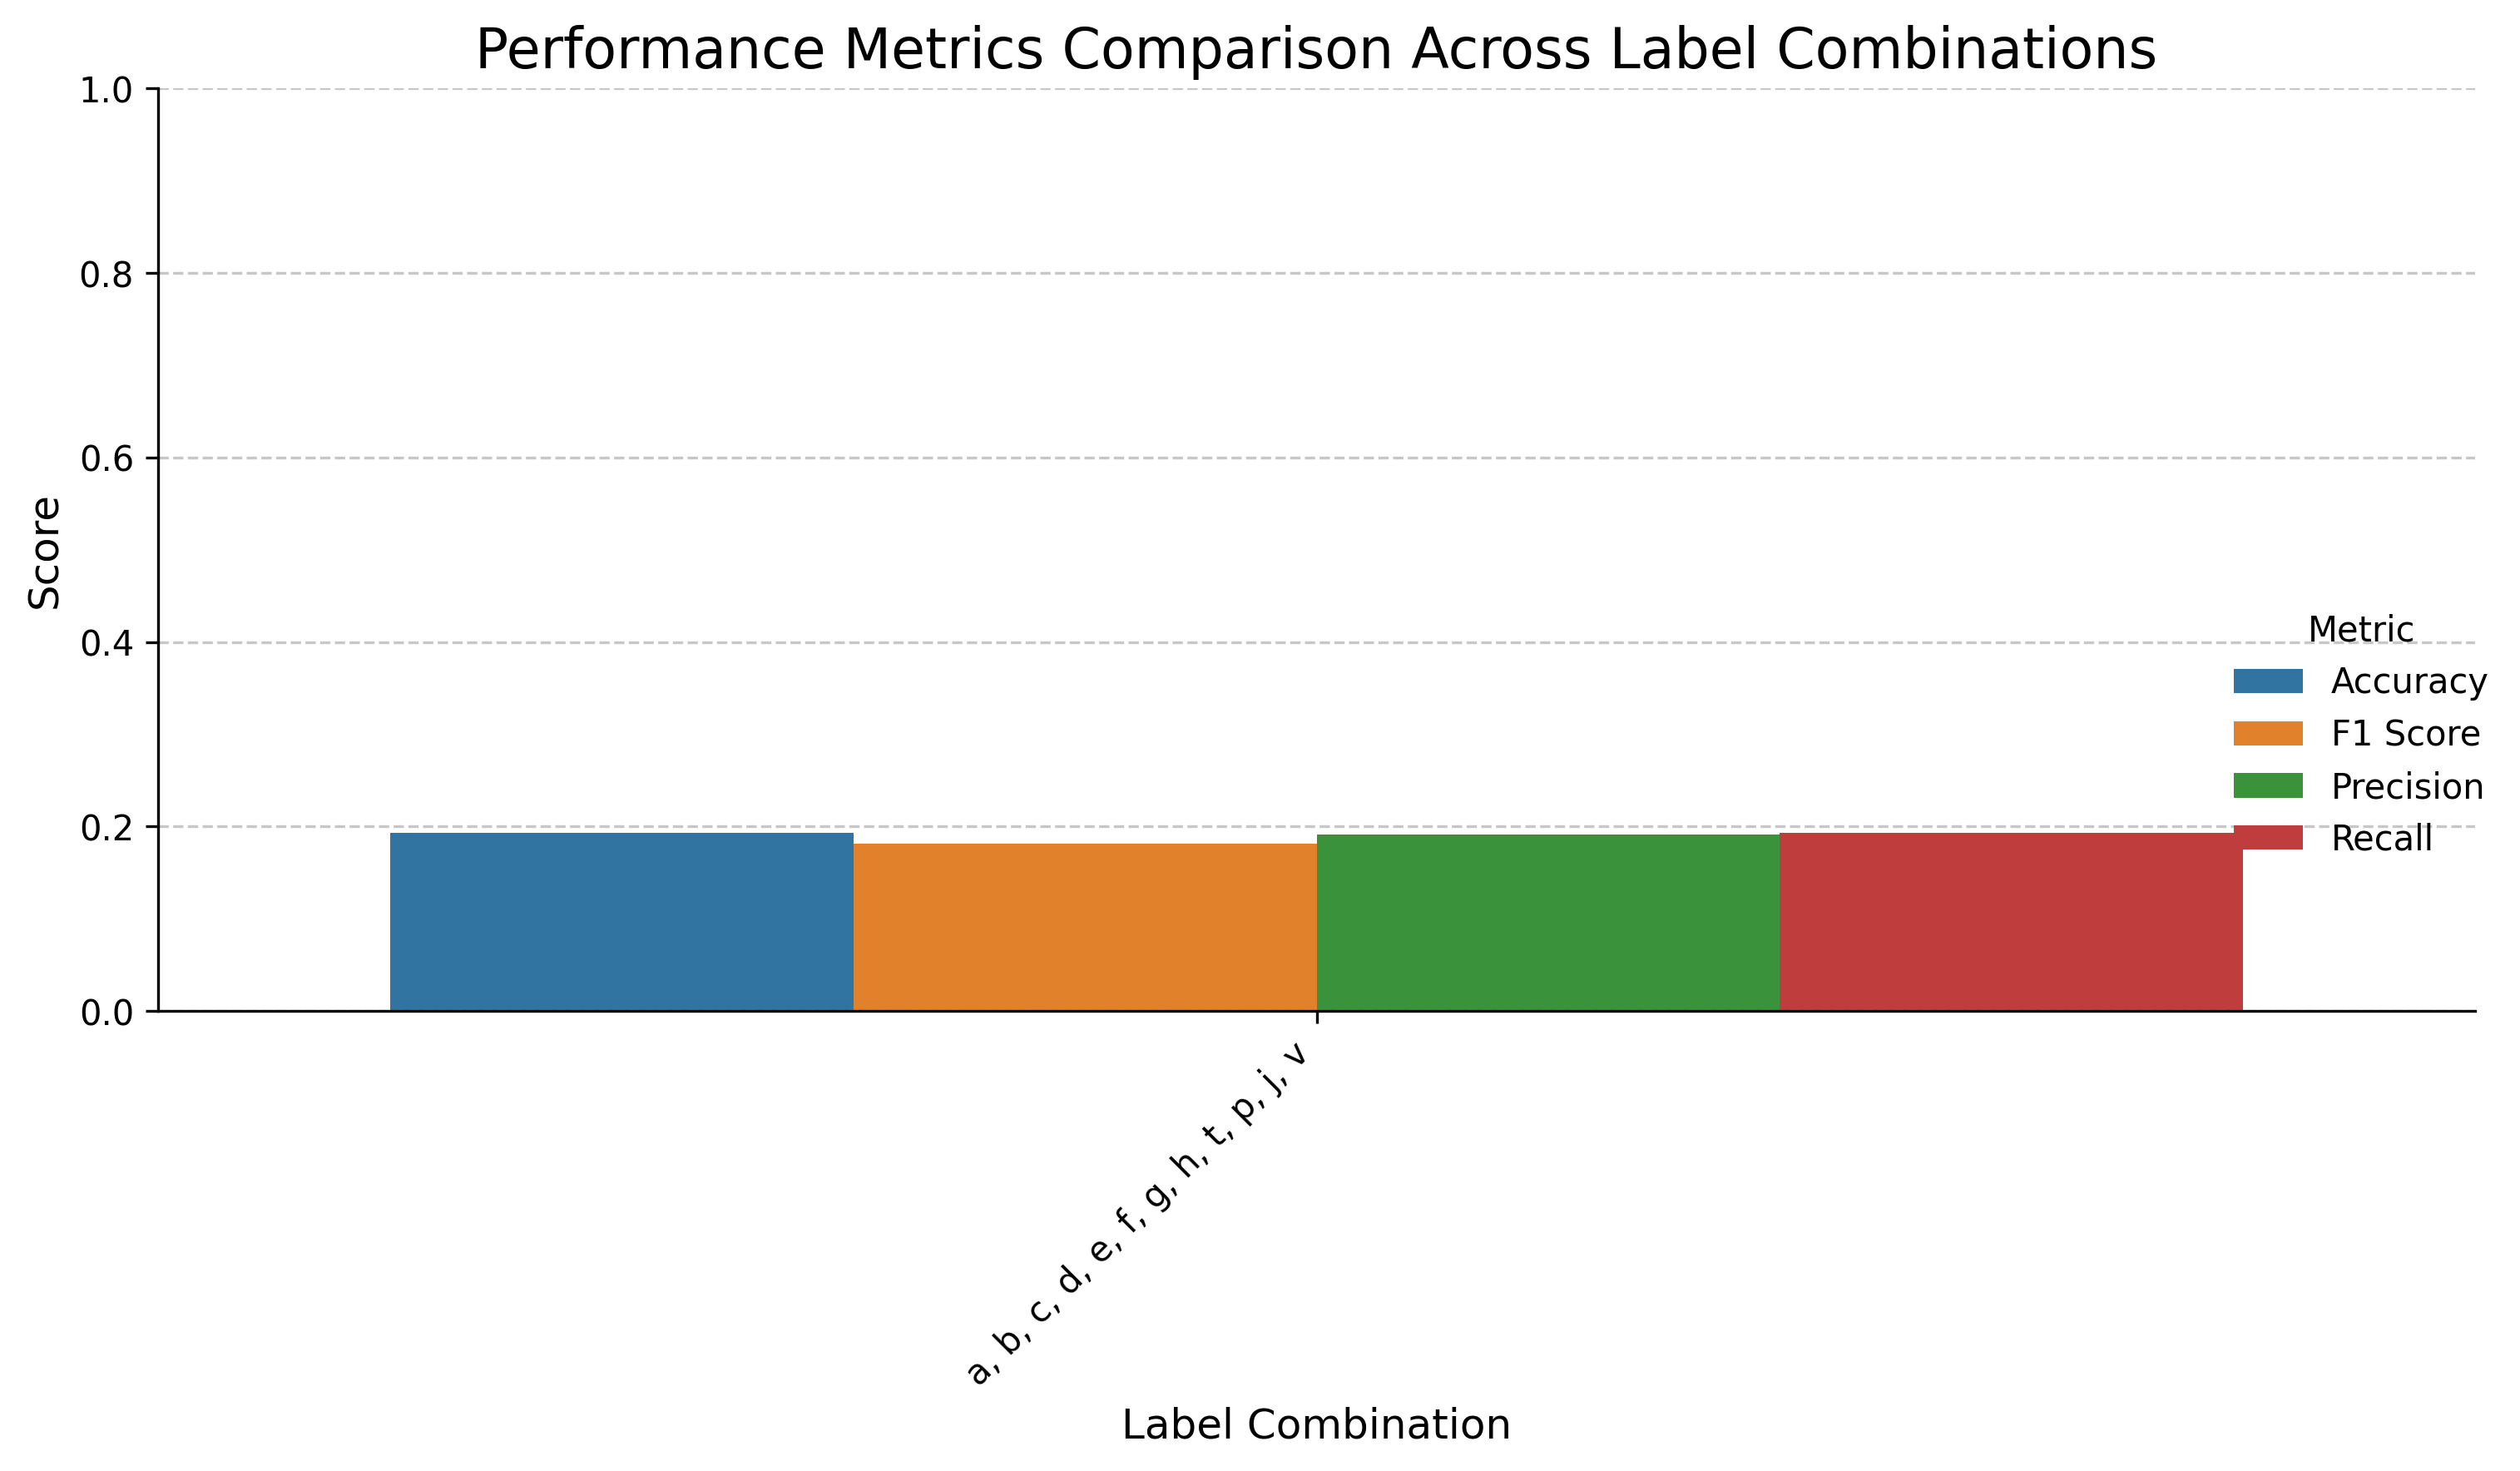 Performance Metrics Comparison Across Label Combinations
1.0
0.8
0.6
0.4
0.2
0.0
Score
Metric
Accuracy
F1 Score
Precision
Recall
a, b, c, d, e, f, g, h, t, p, j, v
Label Combination